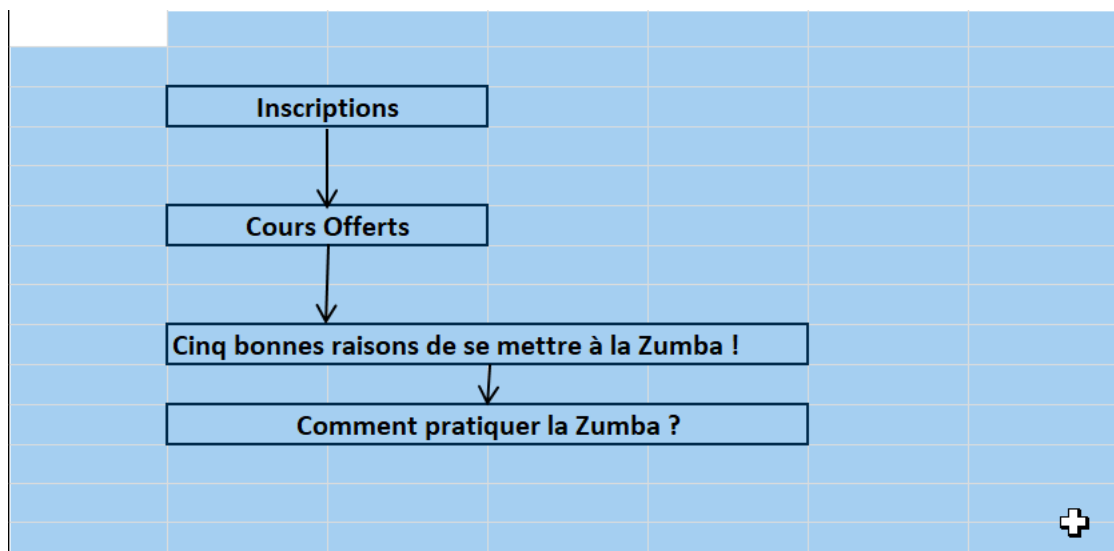 Inscriptions
Cours Offerts
Cinq bonnes raisons de se mettre à la Zumba !
Comment pratiquer la Zumba ?